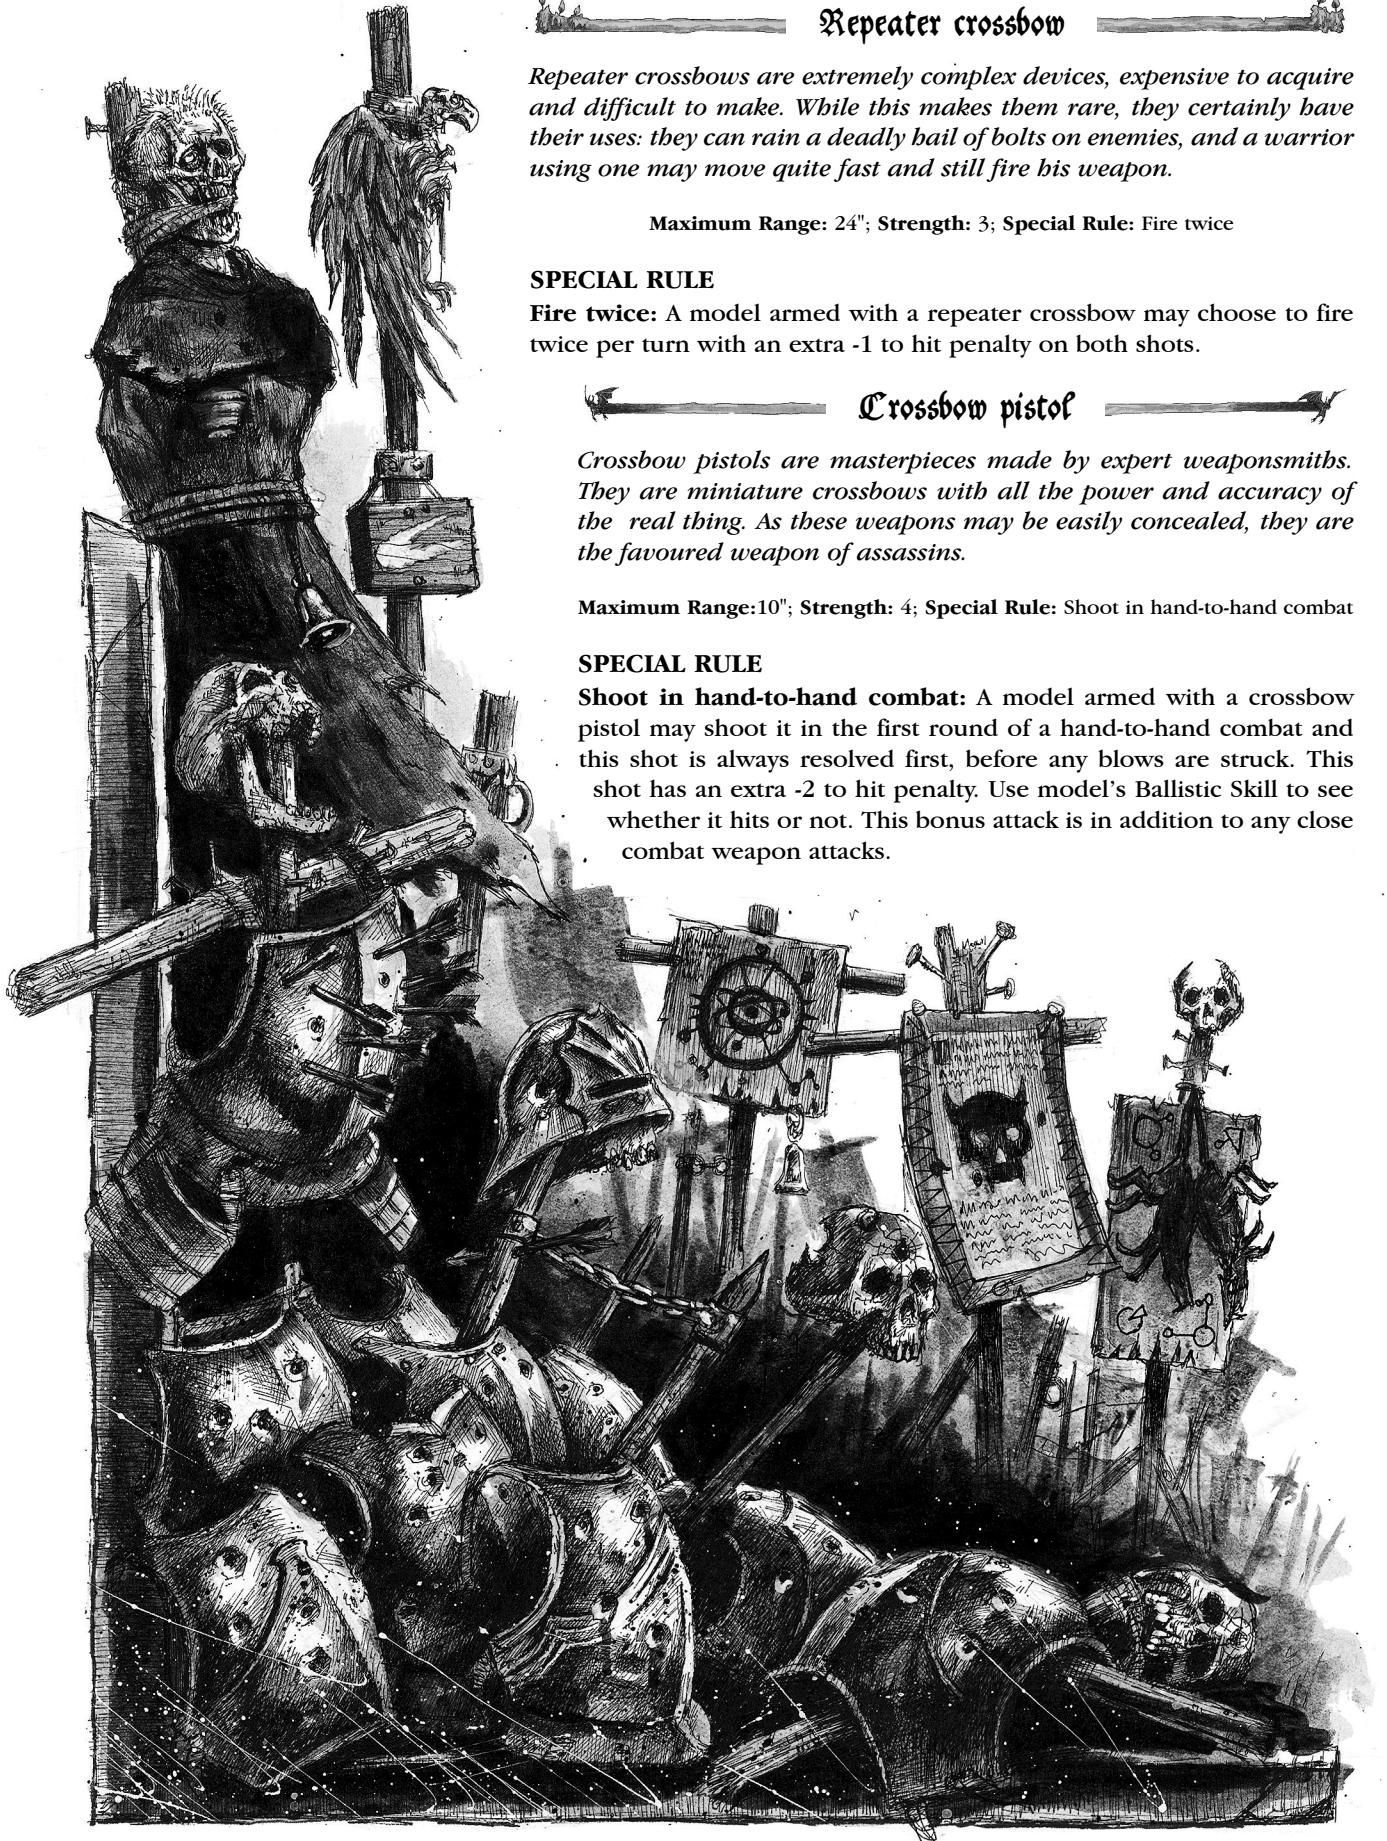 Repeater crossbow
Repeater crossbows are extremely complex devices, expensive to acquire
and difficult to make. While this makes them rare, they certainly have
their uses: they can rain a deadly hail of bolts on enemies, and a warrior
using one may move quite fast and still fire his weapon.
Maximum Range: 24"; Strength: 3; Special Rule: Fire twice
SPECIAL RULE
Fire twice: A model armed with a repeater crossbow may choose to fire
twice per turn with an extra -1 to hit penalty on both shots.
Crossbow pistol
Crossbow pistols are masterpieces made by expert weaponsmiths.
They are miniature crossbows with all the power and accuracy of
the real thing. As these weapons may be easily concealed, they are
the favoured weapon of assassins.
Maximum Range:10"; Strength: 4; Special Rule: Shoot in hand-to-hand combat
SPECIAL RULE
Shoot in hand-to-hand combat: A model armed with a crossbow
pistol may shoot it in the first round of a hand-to-hand combat and
this shot is always resolved first, before any blows are struck. This
shot has an extra -2 to hit penalty. Use model's Ballistic Skill to see
whether it hits or not. This bonus attack is in addition to any close
combat weapon attacks.